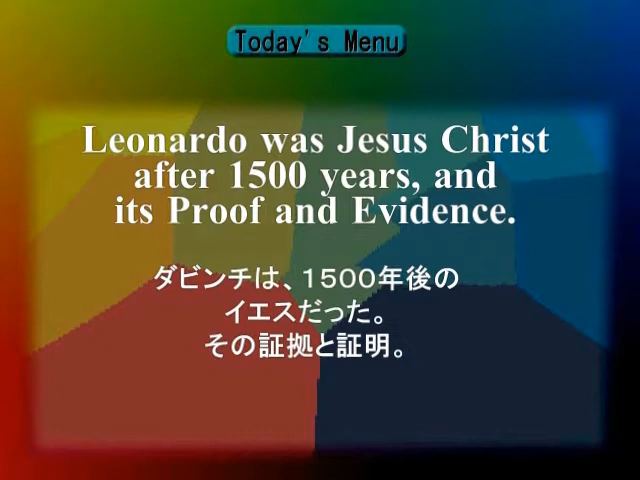 Today's Menu
Leonardo was Jesus Christ
after 1500 years, and
its Proof and Evidence.
ダビンチは、１５００年後の
イエスだった。
その証拠と証明。